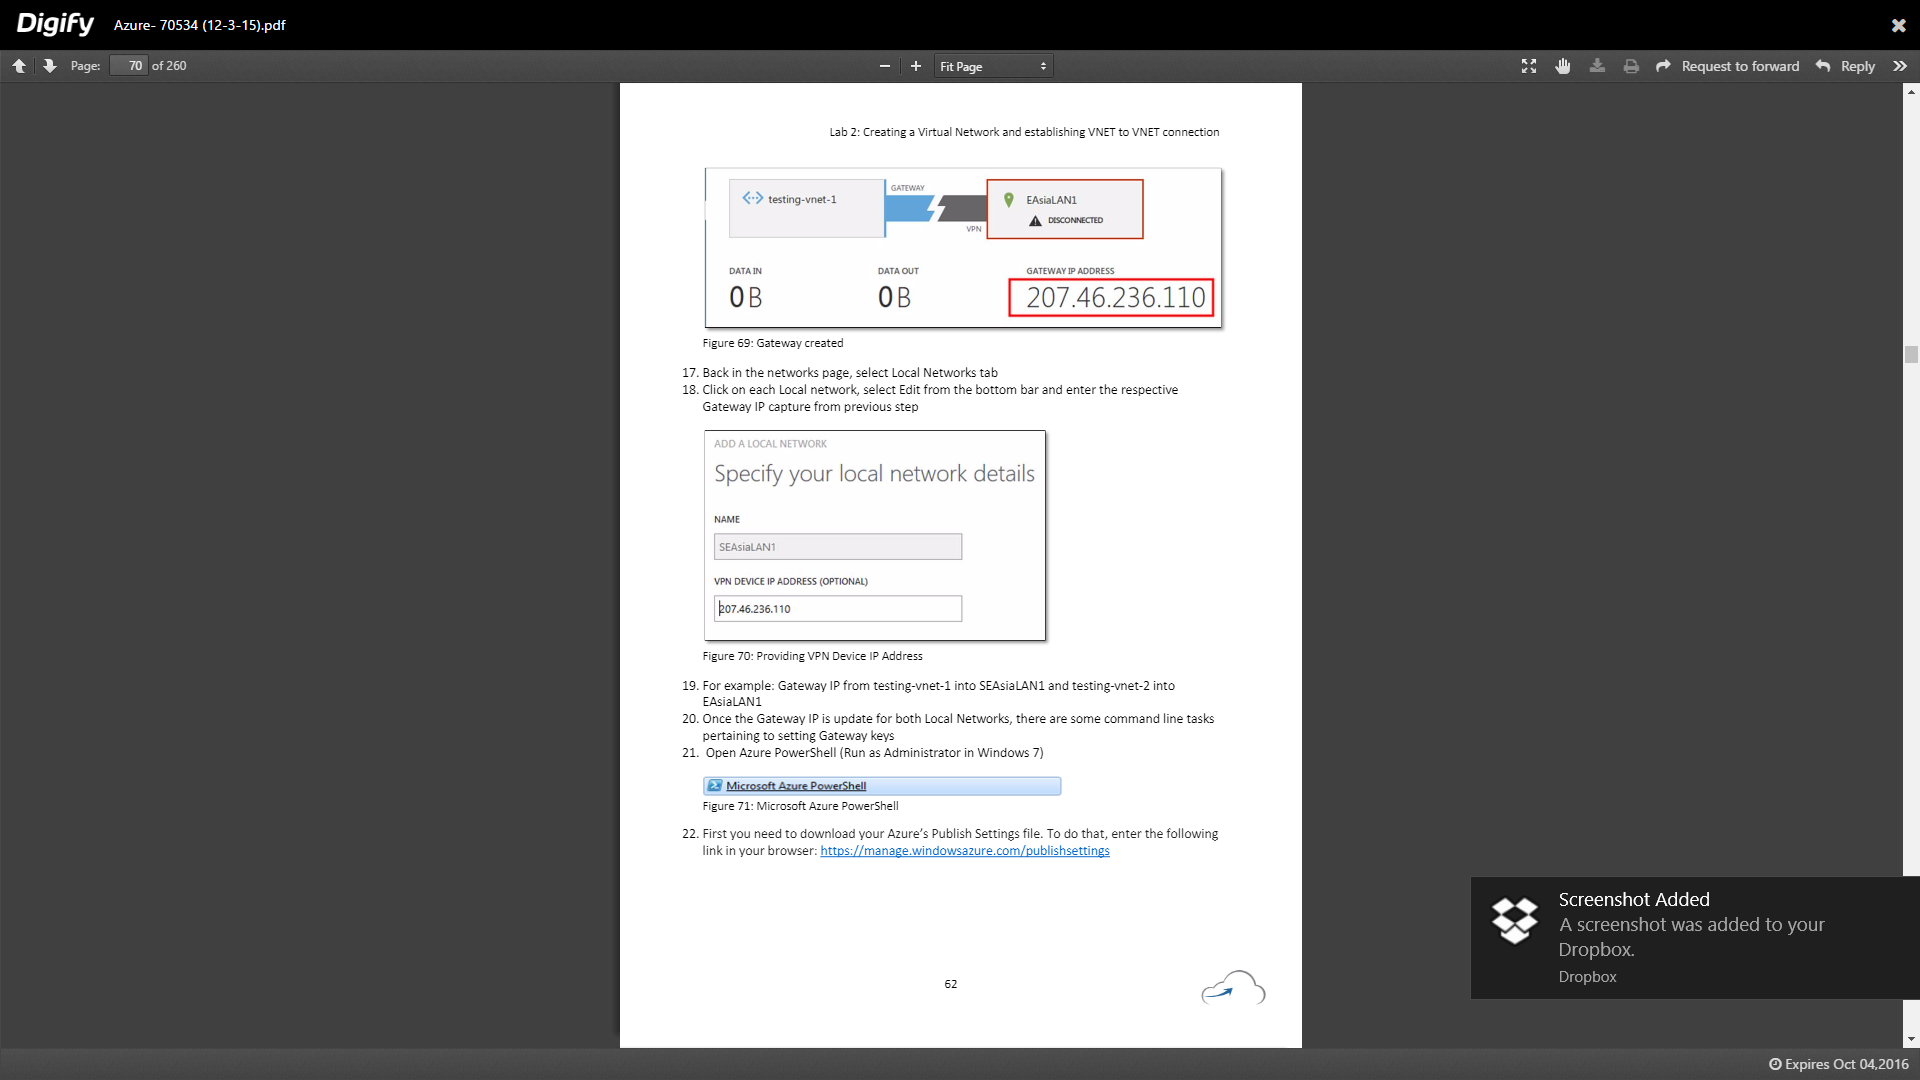 Digify Azure- 70534 (12-3-15).pdf
Page: 70 of 260 Fit Page Request to forward Reply
Lab 2: Creating a Virtual Network and establishing VNET to VNET connection
testing-vnet-1
GATEWAY
VPN
EAsiaLAN1
DISCONNECTED
DATA IN DATA OUT GATEWAY IP ADDRESS
0 B 0 B 207.46.236.110
Figure 69: Gateway created
17. Back in the networks page, select Local Networks tab
18. Click on each Local network, select Edit from the bottom bar and enter the respective
Gateway IP capture from previous step
ADD A LOCAL NETWORK
Specify your local network details
NAME
SEAsiaLAN1
VPN DEVICE IP ADDRESS (OPTIONAL)
207.46.236.110
Figure 70: Providing VPN Device IP Address
19. For example: Gateway IP from testing-vnet-1 into SEAsiaLAN1 and testing-vnet-2 into
EAsiaLAN1
20. Once the Gateway IP is update for both Local Networks, there are some command line tasks
pertaining to setting Gateway keys
21. Open Azure PowerShell (Run as Administrator in Windows 7)
Microsoft Azure PowerShell
Figure 71: Microsoft Azure PowerShell
22. First you need to download your Azure’s Publish Settings file. To do that, enter the following
link in your browser: https://manage.windowsazure.com/publishsettings
62
Screenshot Added
A screenshot was added to your
Dropbox.
Dropbox
Expires Oct 04,2016